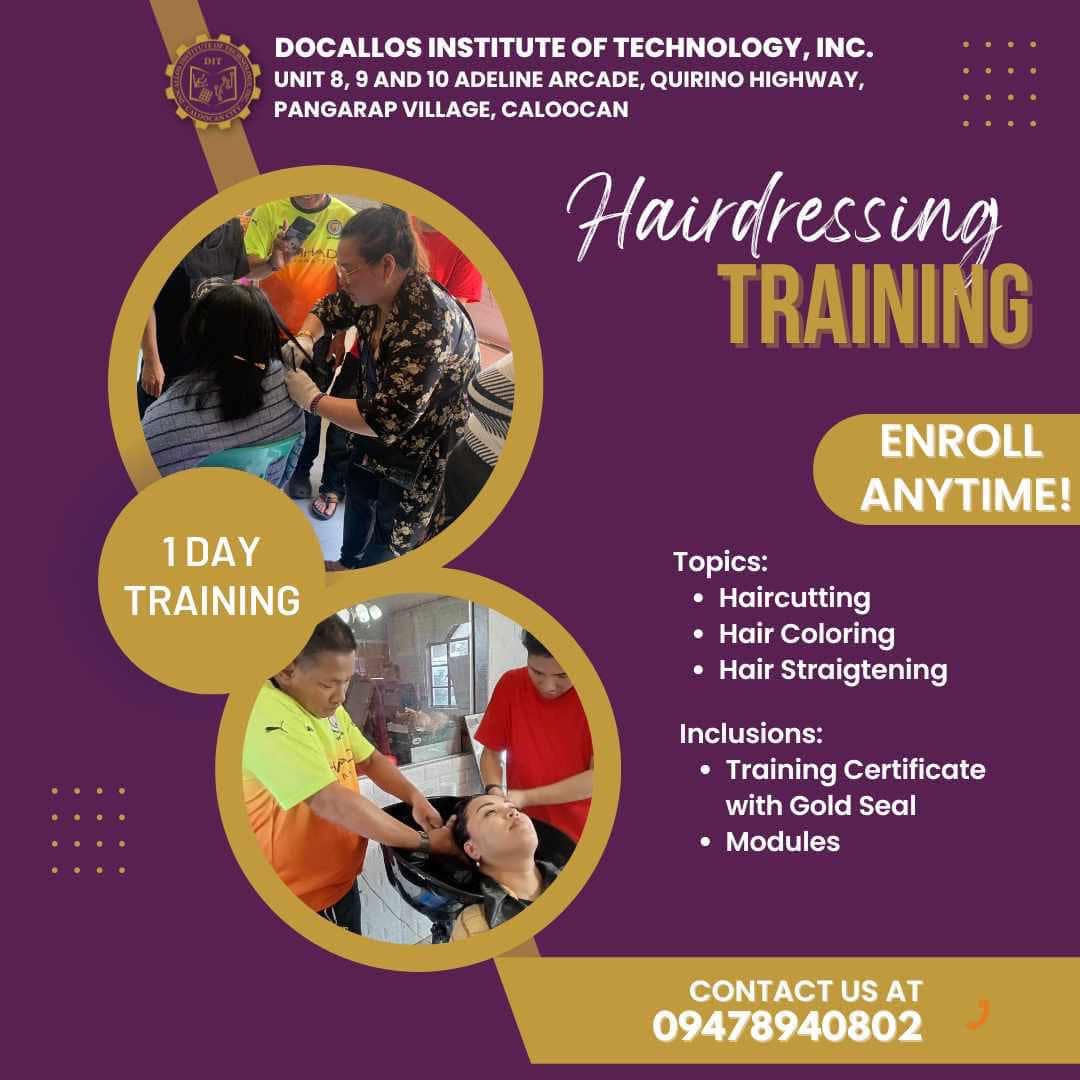 DOCALLOS INSTITUTE OF TECHNOLOGY, INC.
UNIT 8, 9 AND 10 ADELINE ARCADE, QUIRINO HIGHWAY,
PANGARAP VILLAGE, CALOOCAN
DIT
Hairdressing
TRAINING
ENROLL
ANYTIME!
1 DAY
TRAINING
Topics:
• Haircutting
• Hair Coloring
• Hair Straigtening
Inclusions:
• Training Certificate
with Gold Seal
• Modules
CONTACT US AT
09478940802